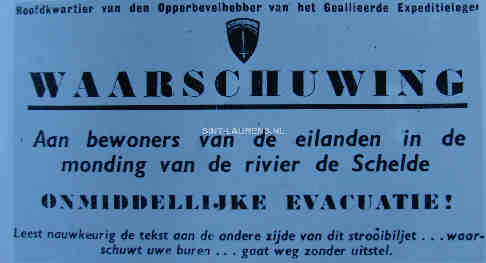 Hoofdkwartier van den Opperbevelhebber van het Geallieerde Expeditieleger
WAARSCHUWING
SINT-LAURENS.NL
Aan bewoners van de eilanden in de
monding van de rivier de Schelde
ONMIDDELLIJKE EVACUATIE!
Leest nauwkeurig de tekst aan de andere zijde van dit strooibiljet . . . waar-
schuwt uwe buren . . . gaat weg zonder uitstel.